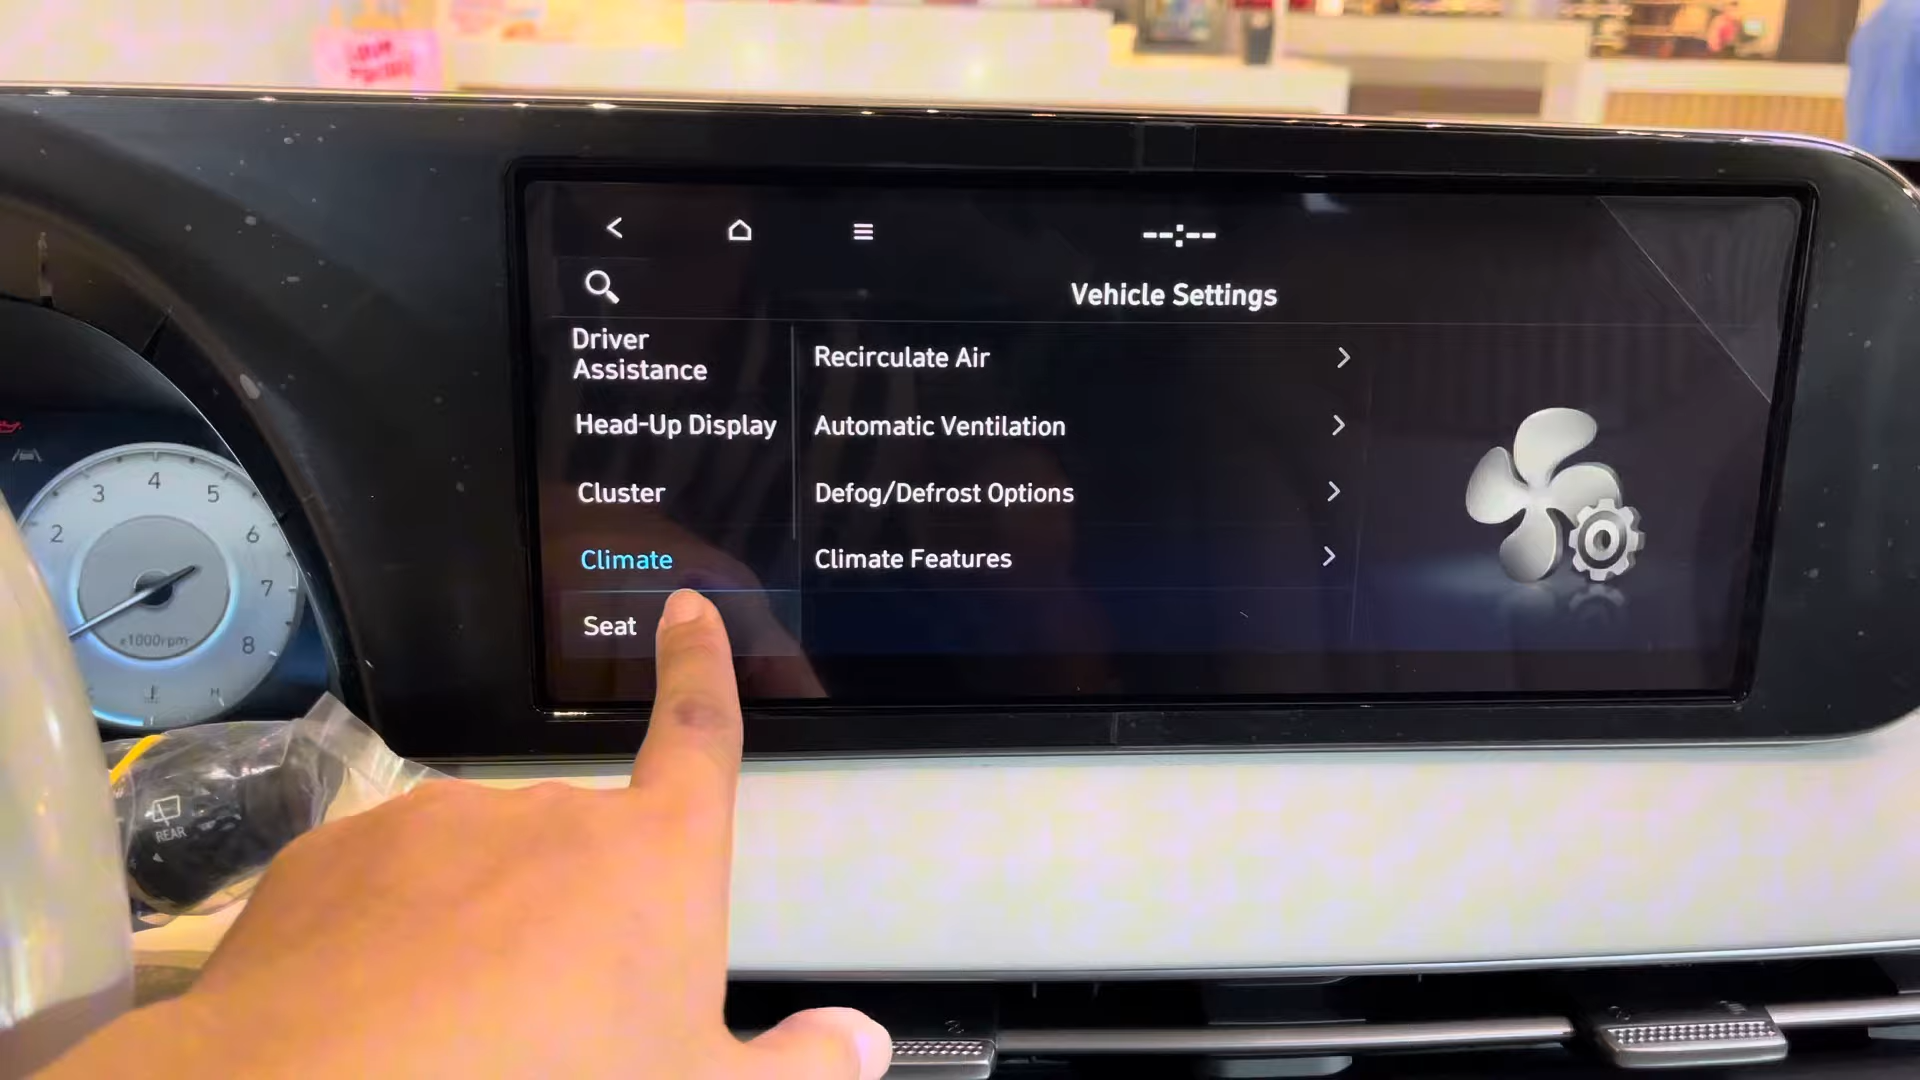 --:--
Vehicle Settings
Driver
Assistance
Head-Up Display
Cluster
Climate
Seat
Recirculate Air
Automatic Ventilation
Defog/Defrost Options
Climate Features
2
3
4
5
6
7
8
x1000rpm
H
REAR